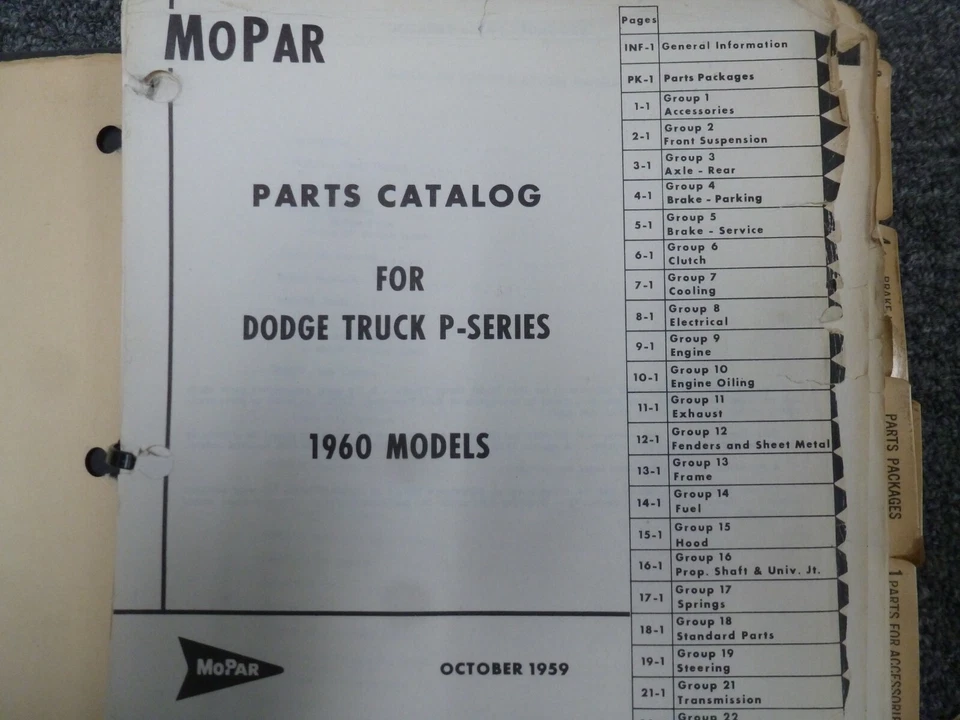 MOPAR
PARTS CATALOG
FOR
DODGE TRUCK P-SERIES
1960 MODELS
MOPAR
OCTOBER 1959
Pages
INF-1 General Information
PK-1 Parts Packages
1-1 Group 1
Accessories
2-1 Group 2
Front Suspension
3-1 Group 3
Axle - Rear
4-1 Group 4
Brake - Parking
5-1 Group 5
Brake - Service
6-1 Group 6
Clutch
7-1 Group 7
Cooling
8-1 Group 8
Electrical
9-1 Group 9
Engine
10-1 Group 10
Engine Oiling
11-1 Group 11
Exhaust
12-1 Group 12
Fenders and Sheet Metal
13-1 Group 13
Frame
14-1 Group 14
Fuel
15-1 Group 15
Hood
16-1 Group 16
Prop. Shaft & Univ. Jt.
17-1 Group 17
Springs
18-1 Group 18
Standard Parts
19-1 Group 19
Steering
21-1 Group 21
Transmission
Group 22
PARTS PACKAGES
1 PARTS FOR ACCESSORI